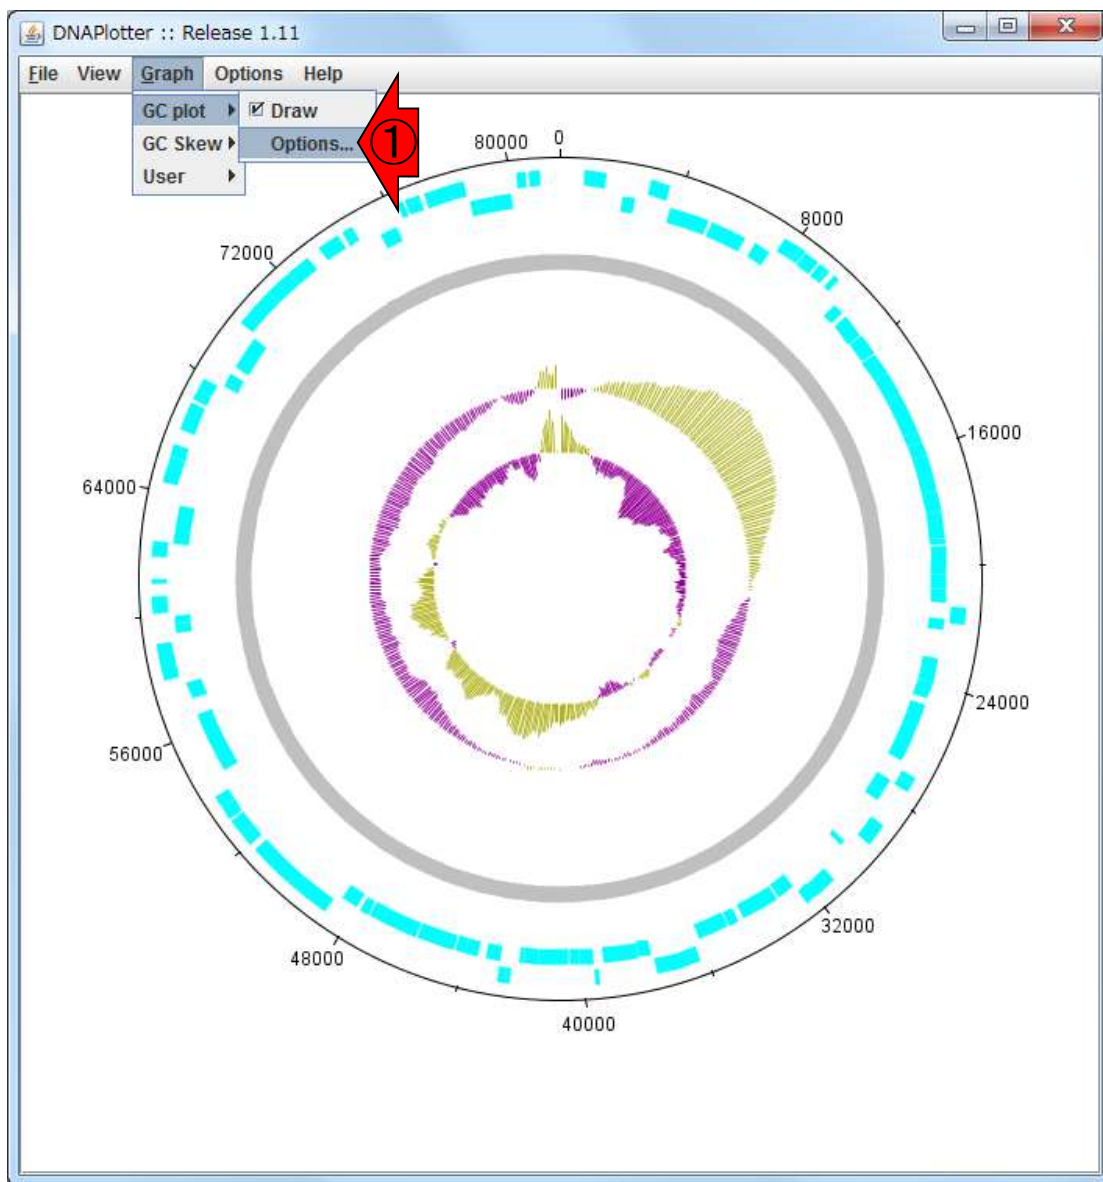 DNAPlotter :: Release 1.11
File View Graph Options Help
GC plot Draw
GC Skew Options...
User
①
80000 0
8000
72000
16000
64000
24000
56000
32000
48000
40000